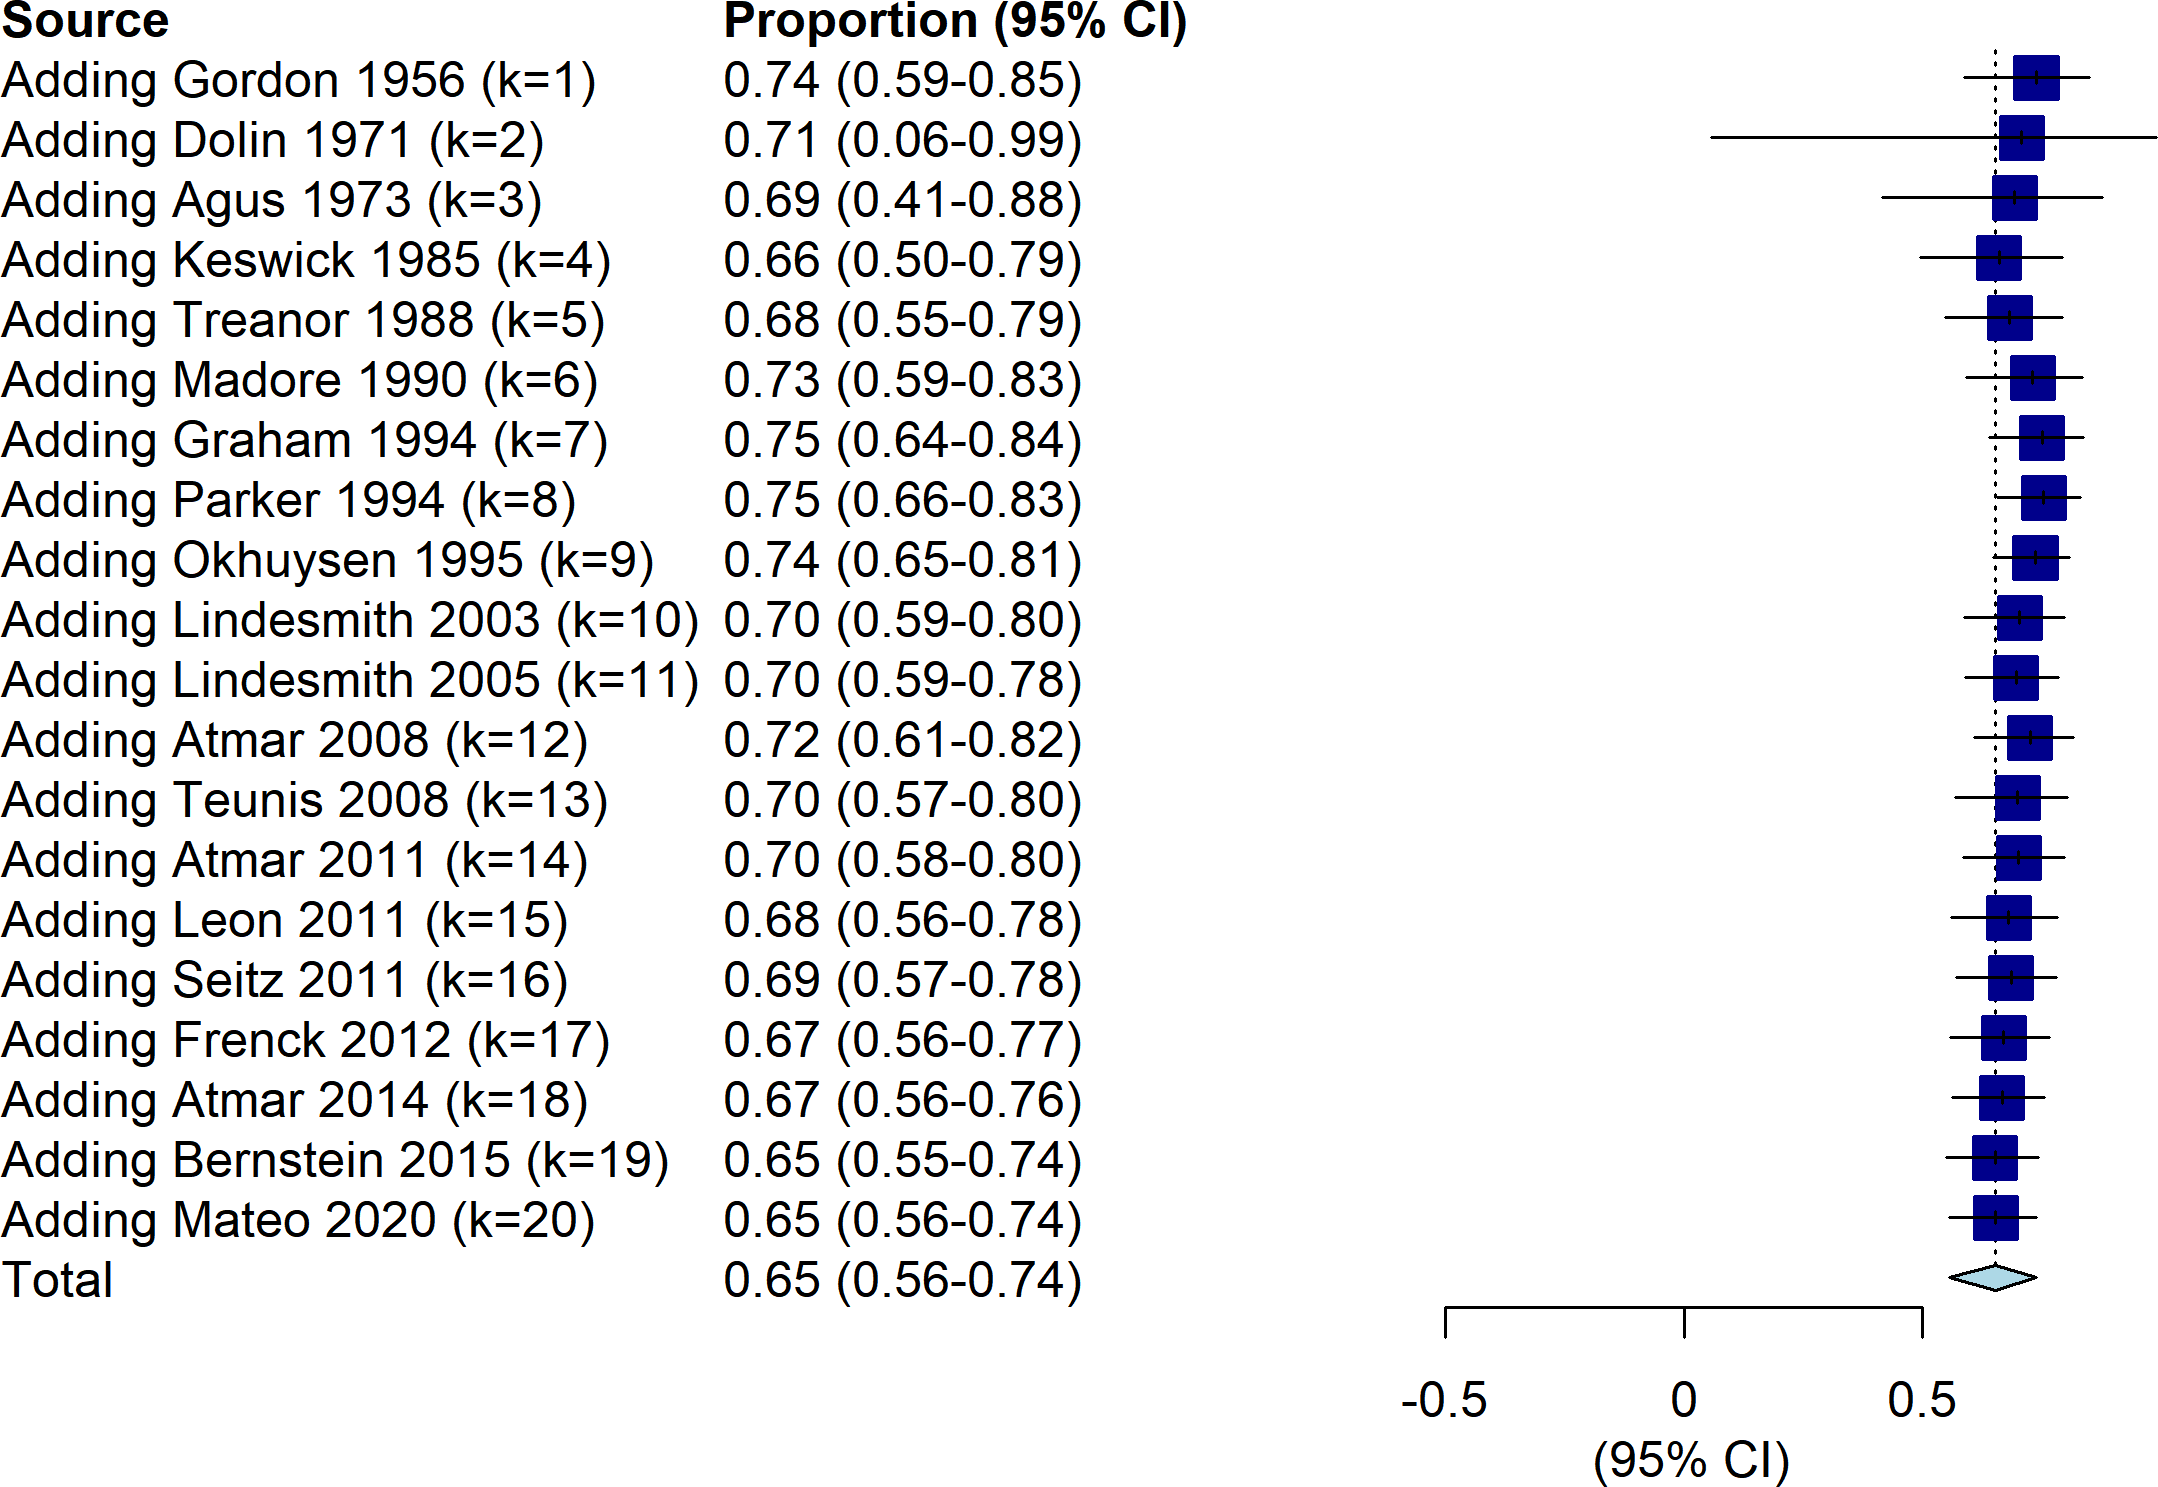 Source Proportion (95% CI)
Adding Gordon 1956 (k=1) 0.74 (0.59-0.85)
Adding Dolin 1971 (k=2) 0.71 (0.06-0.99)
Adding Agus 1973 (k=3) 0.69 (0.41-0.88)
Adding Keswick 1985 (k=4) 0.66 (0.50-0.79)
Adding Treanor 1988 (k=5) 0.68 (0.55-0.79)
Adding Madore 1990 (k=6) 0.73 (0.59-0.83)
Adding Graham 1994 (k=7) 0.75 (0.64-0.84)
Adding Parker 1994 (k=8) 0.75 (0.66-0.83)
Adding Okhuysen 1995 (k=9) 0.74 (0.65-0.81)
Adding Lindesmith 2003 (k=10) 0.70 (0.59-0.80)
Adding Lindesmith 2005 (k=11) 0.70 (0.59-0.78)
Adding Atmar 2008 (k=12) 0.72 (0.61-0.82)
Adding Teunis 2008 (k=13) 0.70 (0.57-0.80)
Adding Atmar 2011 (k=14) 0.70 (0.58-0.80)
Adding Leon 2011 (k=15) 0.68 (0.56-0.78)
Adding Seitz 2011 (k=16) 0.69 (0.57-0.78)
Adding Frenck 2012 (k=17) 0.67 (0.56-0.77)
Adding Atmar 2014 (k=18) 0.67 (0.56-0.76)
Adding Bernstein 2015 (k=19) 0.65 (0.55-0.74)
Adding Mateo 2020 (k=20) 0.65 (0.56-0.74)
Total 0.65 (0.56-0.74)
-0.5 0 0.5
(95% CI)